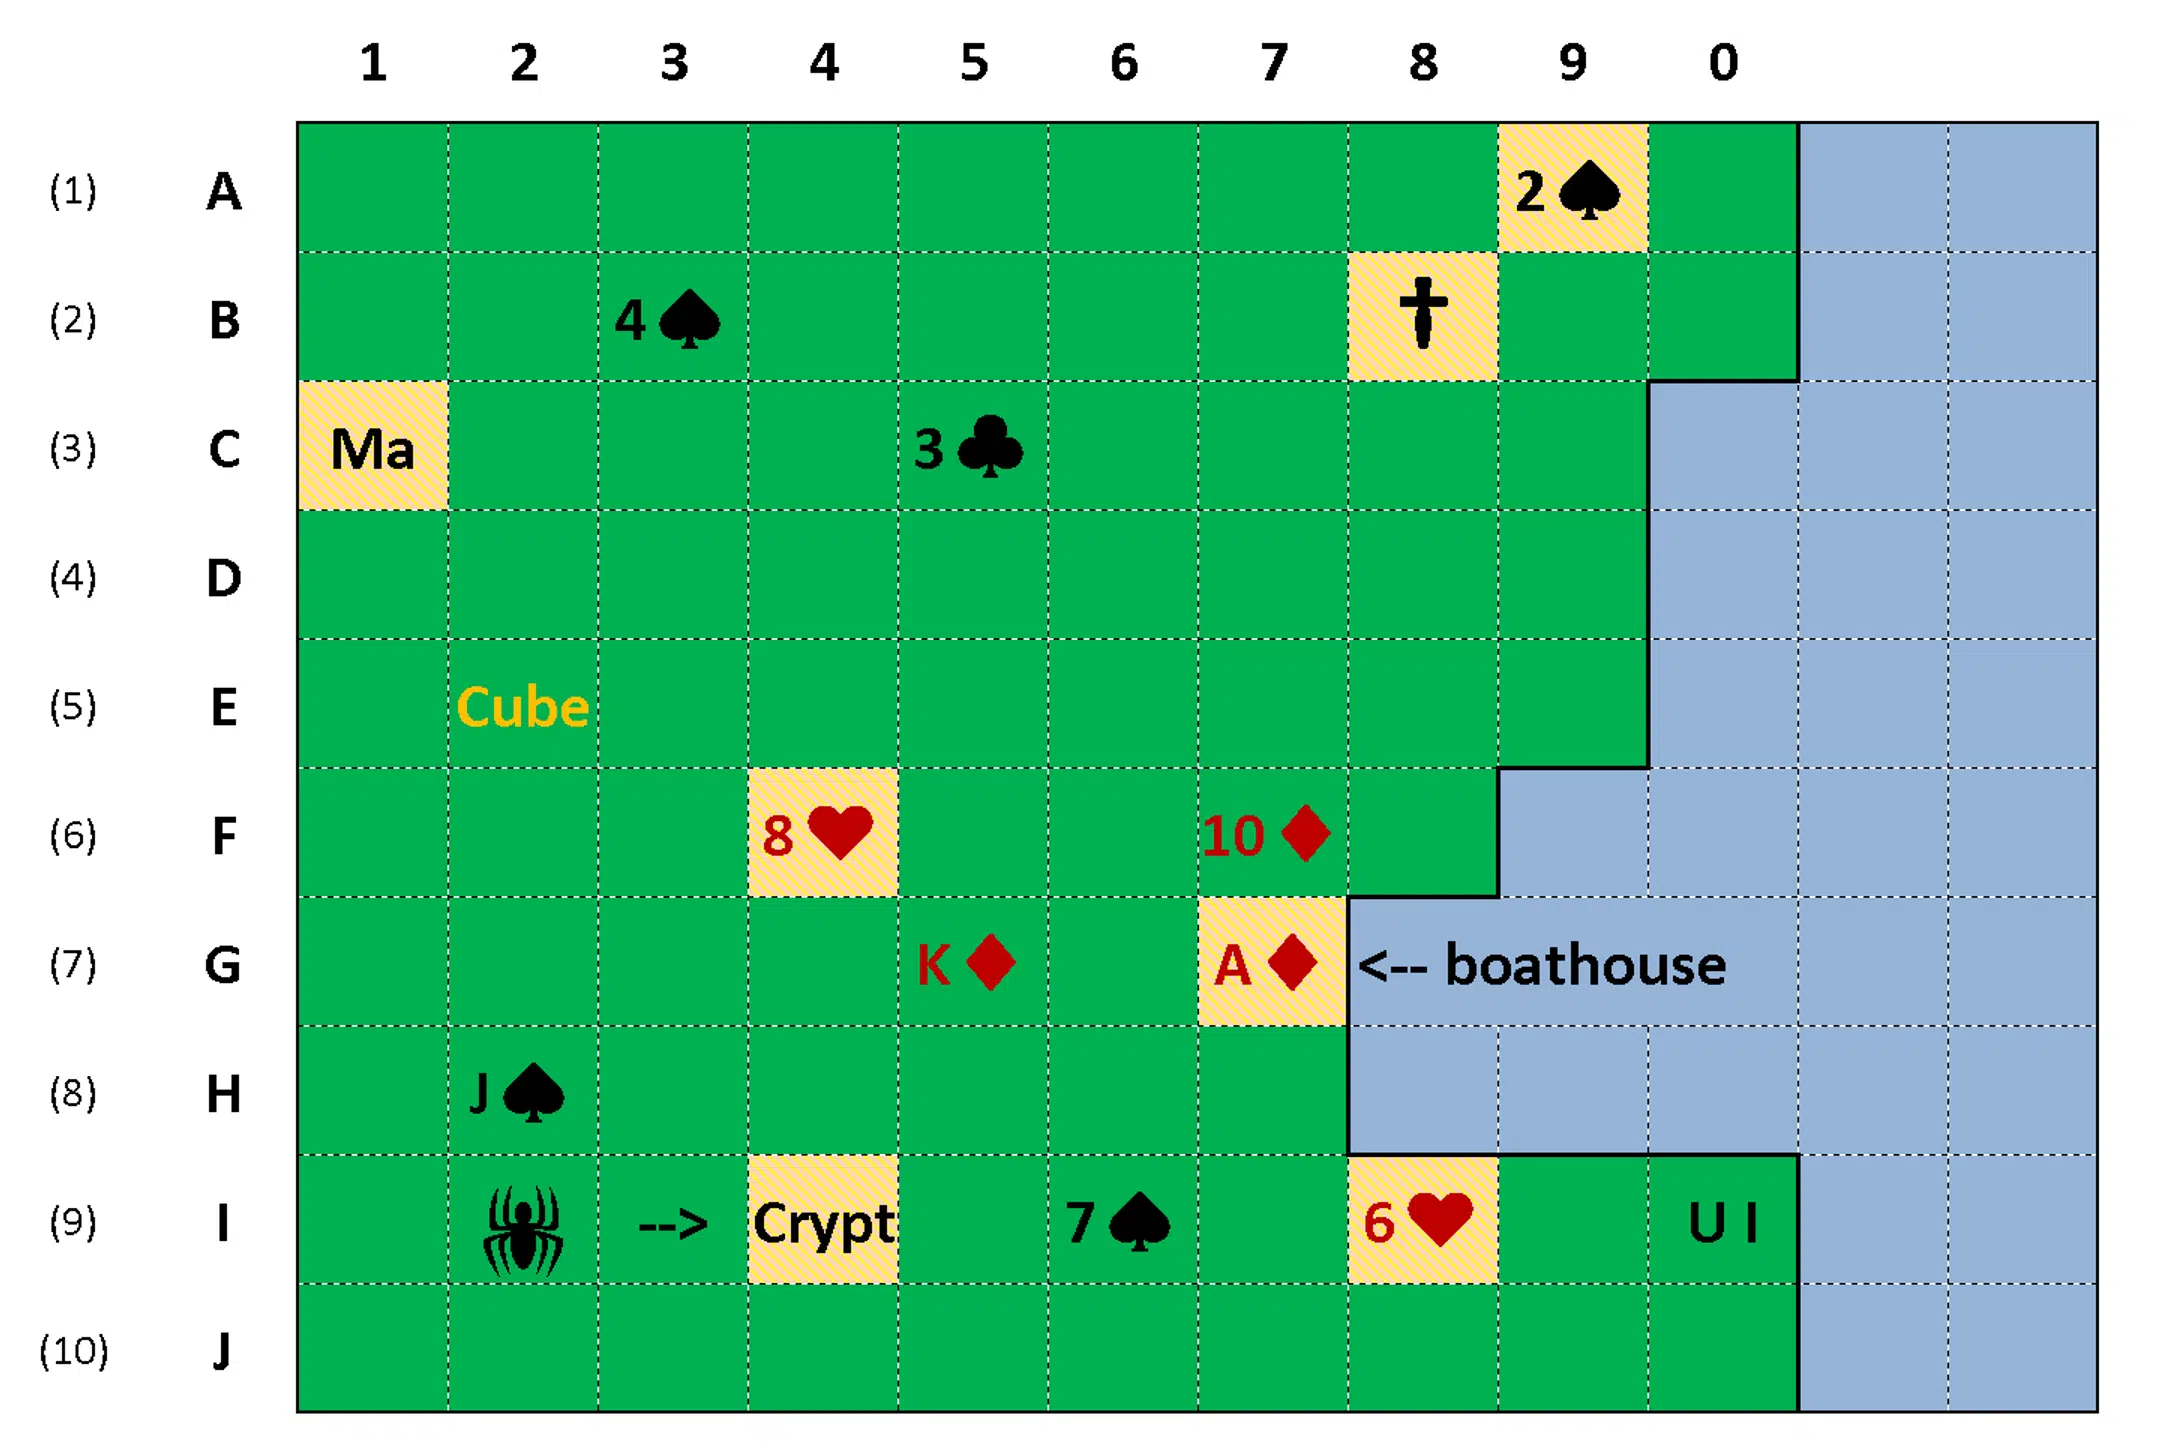 1 2 3 4 5 6 7 8 9 0
(1) A 2♠
(2) B 4♠
(3) C Ma 3♣
(4) D
(5) E Cube
(6) F 8♥ 10♦
(7) G K♦ A♦ <-- boathouse
(8) H J♠
(9) I --> Crypt 7♠ 6♥ U I
(10) J